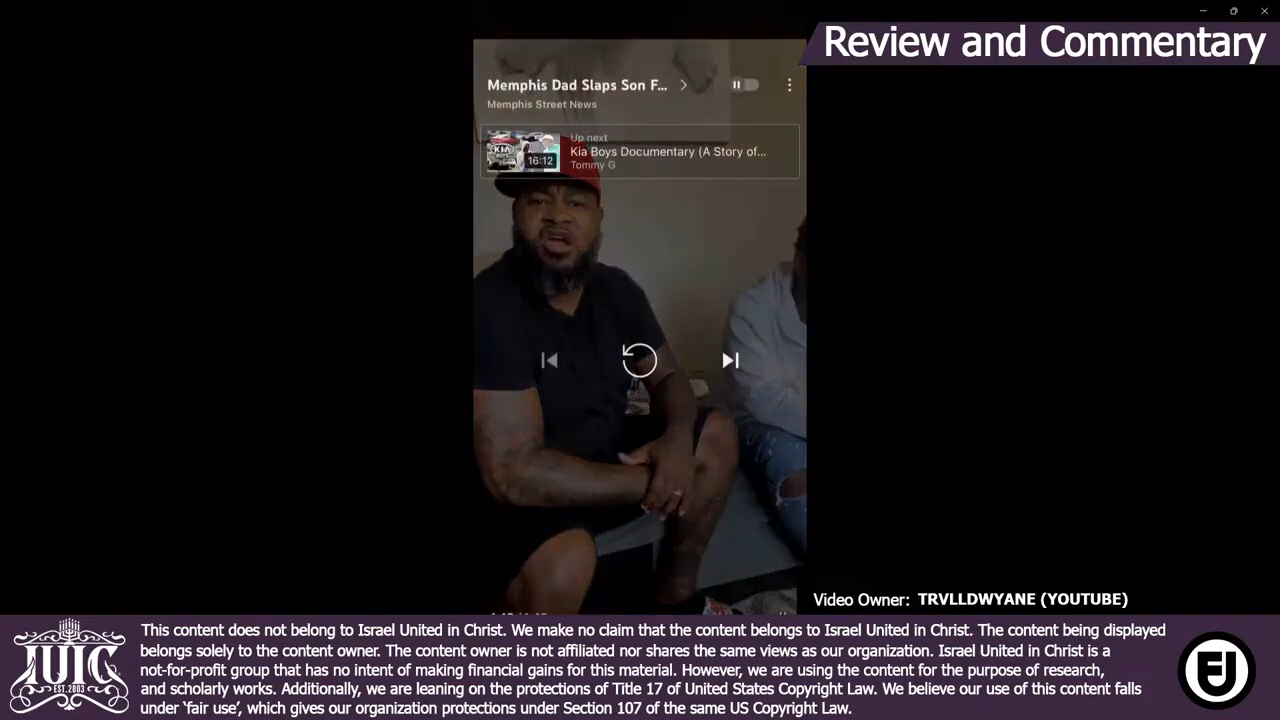 Review and Commentary
Memphis Dad Slaps Son F...
Memphis Street News
Up next
Kia Boys Documentary (A Story of...
Tommy G
KIA
BOYS
16:12
Video Owner: TRVLLDWYANE (YOUTUBE)
This content does not belong to Israel United in Christ. We make no claim that the content belongs to Israel United in Christ. The content being displayed
belongs solely to the content owner. The content owner is not affiliated nor shares the same views as our organization. Israel United in Christ is a
not-for-profit group that has no intent of making financial gains for this material. However, we are using the content for the purpose of research,
and scholarly works. Additionally, we are leaning on the protections of Title 17 of United States Copyright Law. We believe our use of this content falls
under ‘fair use’, which gives our organization protections under Section 107 of the same US Copyright Law.
IUIC
EST. 2003